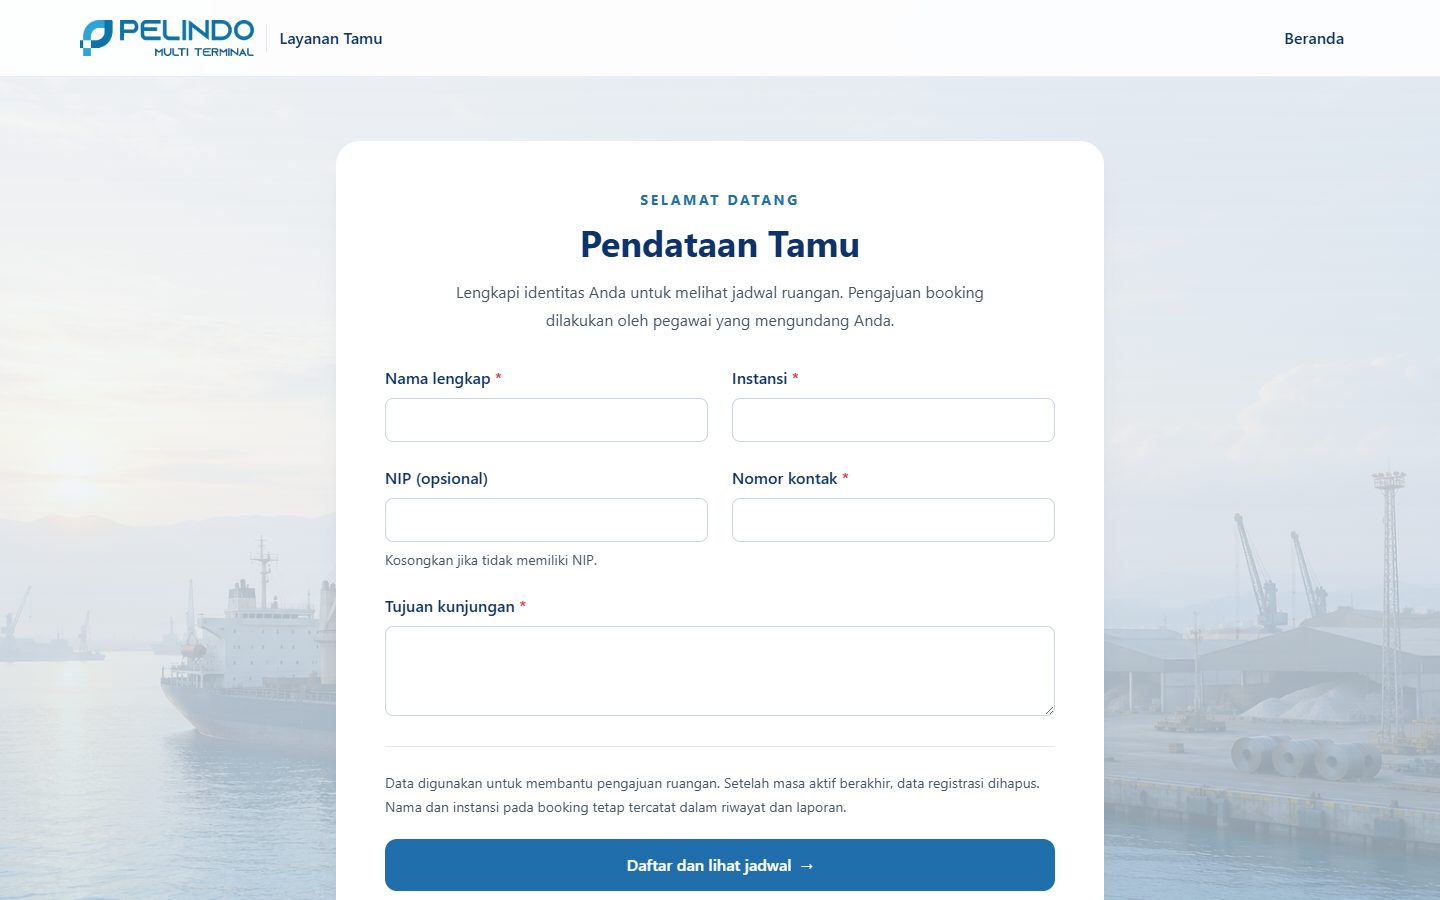 PELINDO
MULTI TERMINAL
Layanan Tamu
Beranda
SELAMAT DATANG
Pendataan Tamu
Lengkapi identitas Anda untuk melihat jadwal ruangan. Pengajuan booking
dilakukan oleh pegawai yang mengundang Anda.
Nama lengkap *
Instansi *
NIP (opsional)
Nomor kontak *
Kosongkan jika tidak memiliki NIP.
Tujuan kunjungan *
Data digunakan untuk membantu pengajuan ruangan. Setelah masa aktif berakhir, data registrasi dihapus.
Nama dan instansi pada booking tetap tercatat dalam riwayat dan laporan.
Daftar dan lihat jadwal →